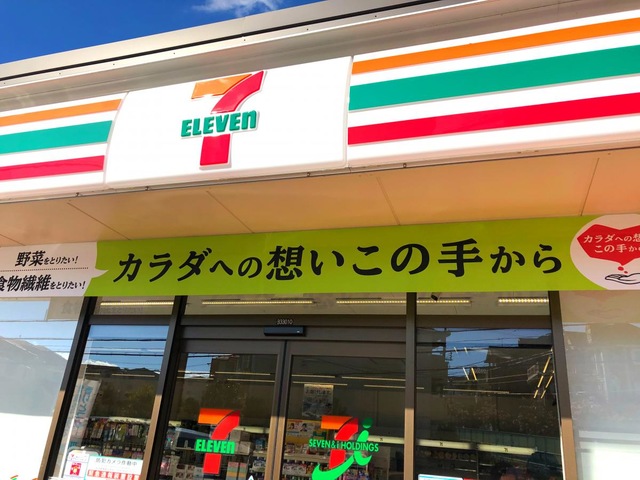 7
ELEVEn
野菜をとりたい!
食物繊維をとりたい!
カラダへの想いこの手から
カラダへの想
この手か
7
ELEVEn
7
SEVEN&i HOLDINGS